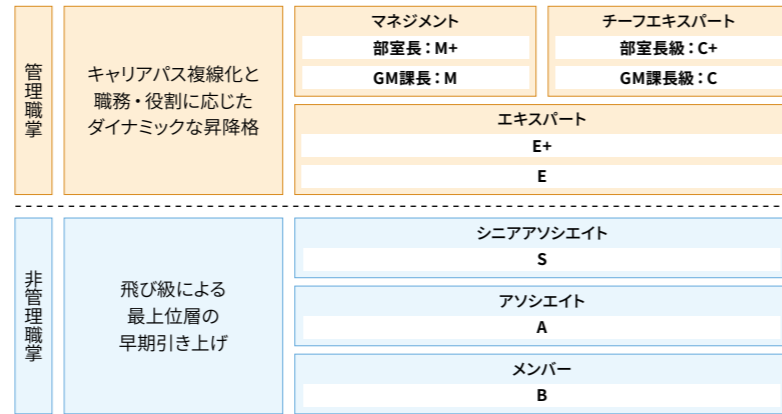 管理職掌
キャリアパス複線化と
職務・役割に応じた
ダイナミックな昇降格
マネジメント
部室長：M+
GM課長：M
チーフエキスパート
部室長級：C+
GM課長級：C
エキスパート
E+
E
非管理職掌
飛び級による
最上位層の
早期引き上げ
シニアアソシエイト
S
アソシエイト
A
メンバー
B